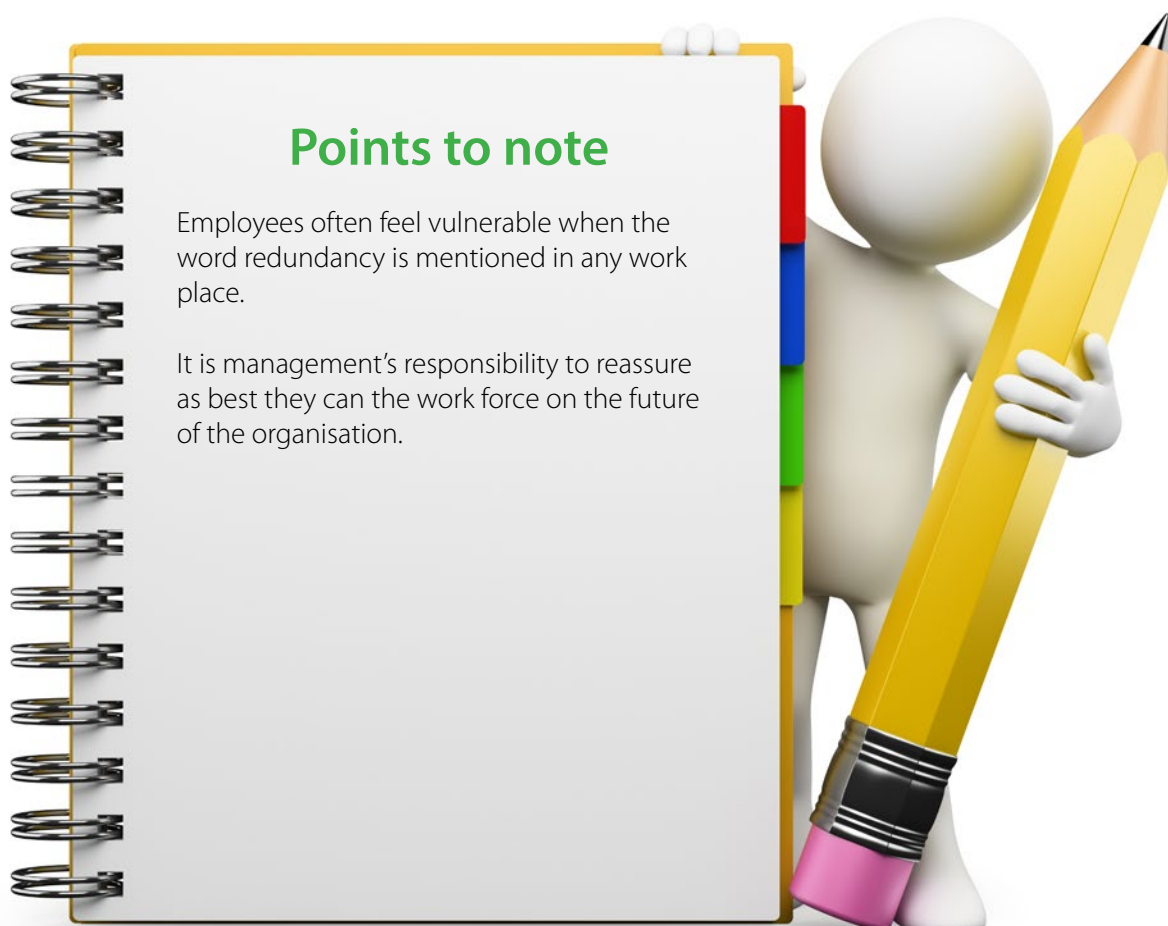 Points to note
Employees often feel vulnerable when the
word redundancy is mentioned in any work
place.
It is management’s responsibility to reassure
as best they can the work force on the future
of the organisation.